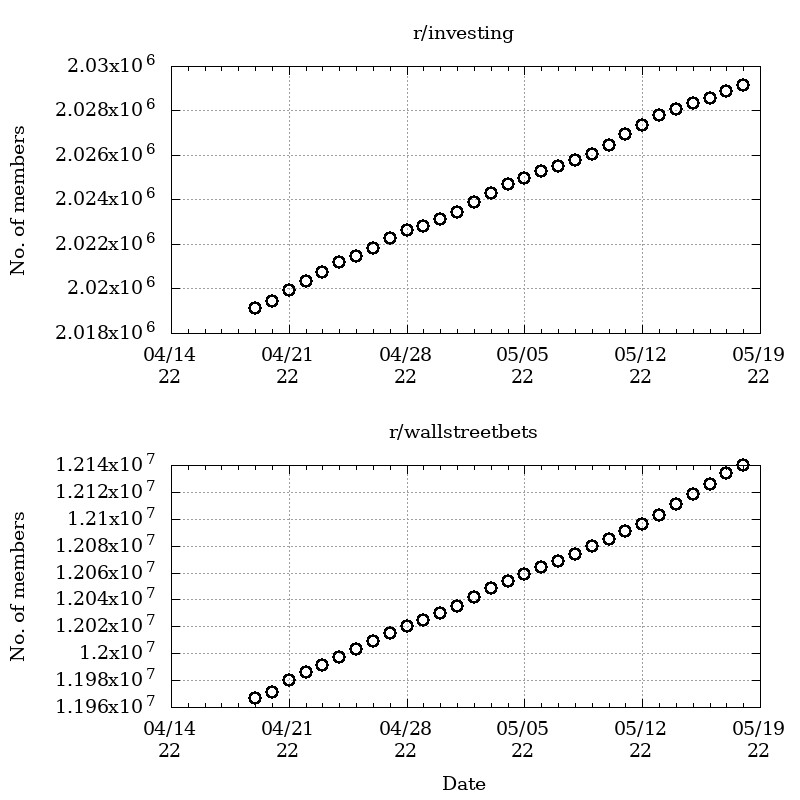 r/investing
No. of members
2.03x10^6
2.028x10^6
2.026x10^6
2.024x10^6
2.022x10^6
2.02x10^6
2.018x10^6
04/14 04/21 04/28 05/05 05/12 05/19
22 22 22 22 22 22
r/wallstreetbets
No. of members
1.214x10^7
1.212x10^7
1.21x10^7
1.208x10^7
1.206x10^7
1.204x10^7
1.202x10^7
1.2x10^7
1.198x10^7
1.196x10^7
04/14 04/21 04/28 05/05 05/12 05/19
22 22 22 22 22 22
Date